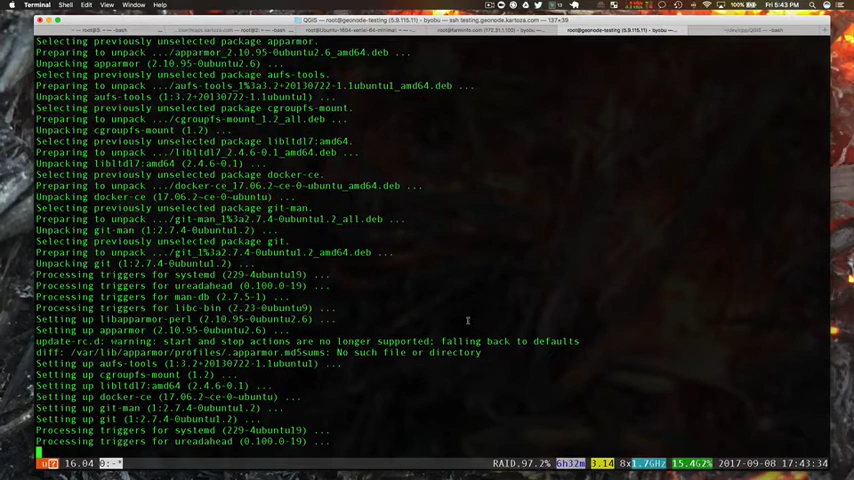 Terminal Shell Edit View Window Help 100% Fri 5:43 PM
QGIS — root@geonode-testing (5.9.115.11) - byobu — ssh testing.geonode.kartoza.com — 137×39
root@geonode-testing (5.9.115.11) - byobu
Selecting previously unselected package apparmor.
Preparing to unpack .../apparmor_2.10.95-0ubuntu2.6_amd64.deb ...
Unpacking apparmor (2.10.95-0ubuntu2.6) ...
Selecting previously unselected package aufs-tools.
Preparing to unpack .../aufs-tools_1%3a3.2+20130722-1.1ubuntu1_amd64.deb ...
Unpacking aufs-tools (1:3.2+20130722-1.1ubuntu1) ...
Selecting previously unselected package cgroupfs-mount.
Preparing to unpack .../cgroupfs-mount_1.2_all.deb ...
Unpacking cgroupfs-mount (1.2) ...
Selecting previously unselected package libltdl7:amd64.
Preparing to unpack .../libltdl7_2.4.6-0.1_amd64.deb ...
Unpacking libltdl7:amd64 (2.4.6-0.1) ...
Selecting previously unselected package docker-ce.
Preparing to unpack .../docker-ce_17.06.2~ce-0~ubuntu_amd64.deb ...
Unpacking docker-ce (17.06.2~ce-0~ubuntu) ...
Selecting previously unselected package git-man.
Preparing to unpack .../git-man_1%3a2.7.4-0ubuntu1.2_all.deb ...
Unpacking git-man (1:2.7.4-0ubuntu1.2) ...
Selecting previously unselected package git.
Preparing to unpack .../git_1%3a2.7.4-0ubuntu1.2_amd64.deb ...
Unpacking git (1:2.7.4-0ubuntu1.2) ...
Processing triggers for systemd (229-4ubuntu19) ...
Processing triggers for ureadahead (0.100.0-19) ...
Processing triggers for man-db (2.7.5-1) ...
Processing triggers for libc-bin (2.23-0ubuntu9) ...
Setting up libapparmor-perl (2.10.95-0ubuntu2.6) ...
Setting up apparmor (2.10.95-0ubuntu2.6) ...
update-rc.d: warning: start and stop actions are no longer supported; falling back to defaults
diff: /var/lib/apparmor/profiles/.apparmor.md5sums: No such file or directory
Setting up aufs-tools (1:3.2+20130722-1.1ubuntu1) ...
Setting up cgroupfs-mount (1.2) ...
Setting up libltdl7:amd64 (2.4.6-0.1) ...
Setting up docker-ce (17.06.2~ce-0~ubuntu) ...
Setting up git-man (1:2.7.4-0ubuntu1.2) ...
Setting up git (1:2.7.4-0ubuntu1.2) ...
Processing triggers for systemd (229-4ubuntu19) ...
Processing triggers for ureadahead (0.100.0-19) ...
16.04 0:-* RAID,97.2% 6h32m 3.14 8x1.7GHz 15.4G2% 2017-09-08 17:43:34